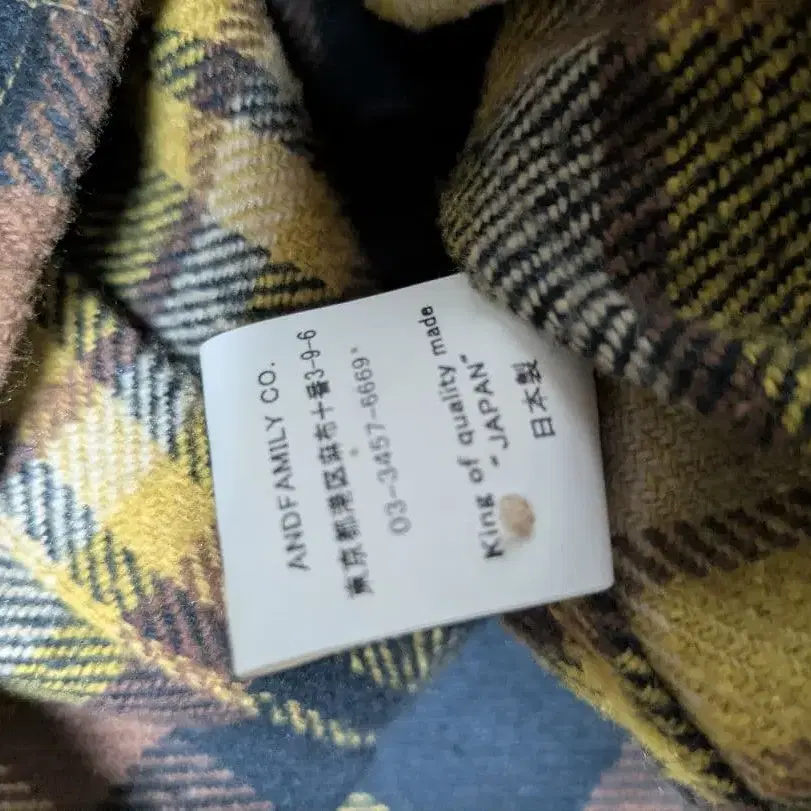 ANDFAMILY CO.
東京都港区麻布十番3-9-6
03-3457-6669
King of quality made
"JAPAN"
日本製